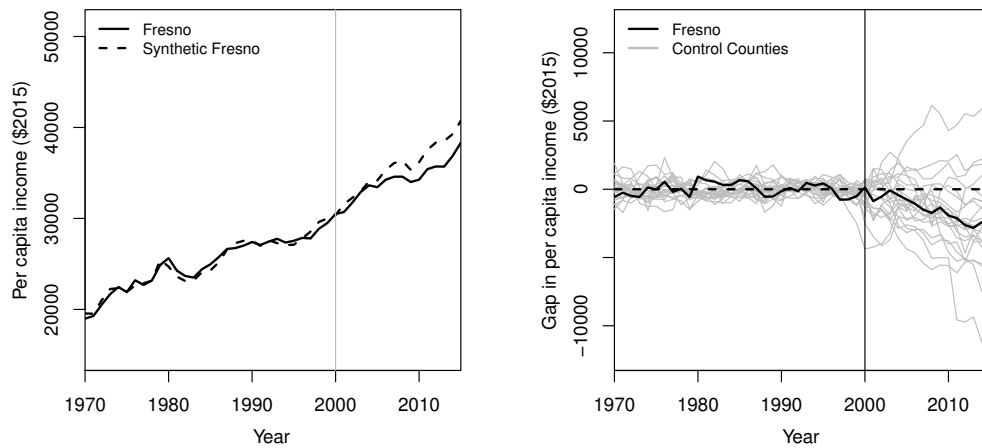 Fresno
Synthetic Fresno
Per capita income ($2015)
50000
40000
30000
20000
1970
1980
1990
2000
2010
Year
Fresno
Control Counties
Gap in per capita income ($2015)
10000
5000
0
−5000
−10000
1970
1980
1990
2000
2010
Year